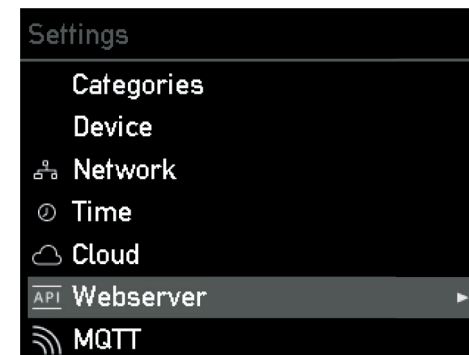 Settings
Categories
Device
Network
Time
Cloud
API Webserver
MQTT